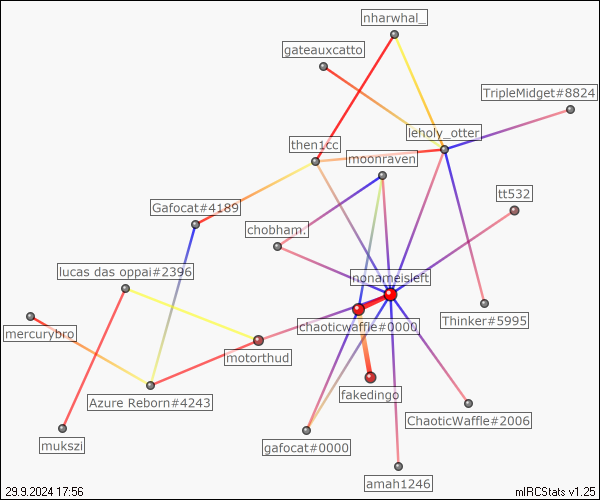 nharwhal_
gateauxcatto
TripleMidget#8824
leholy_otter
then1cc
moonraven
tt532
Gafocat#4189
chobham.
lucas das oppai#2396
nonameisleft
Thinker#5995
mercurybro
chaoticwaffle#0000
motorthud
fakedingo
Azure Reborn#4243
ChaoticWaffle#2006
mukszi
gafocat#0000
amah1246
29.9.2024 17:56
mIRCStats v1.25